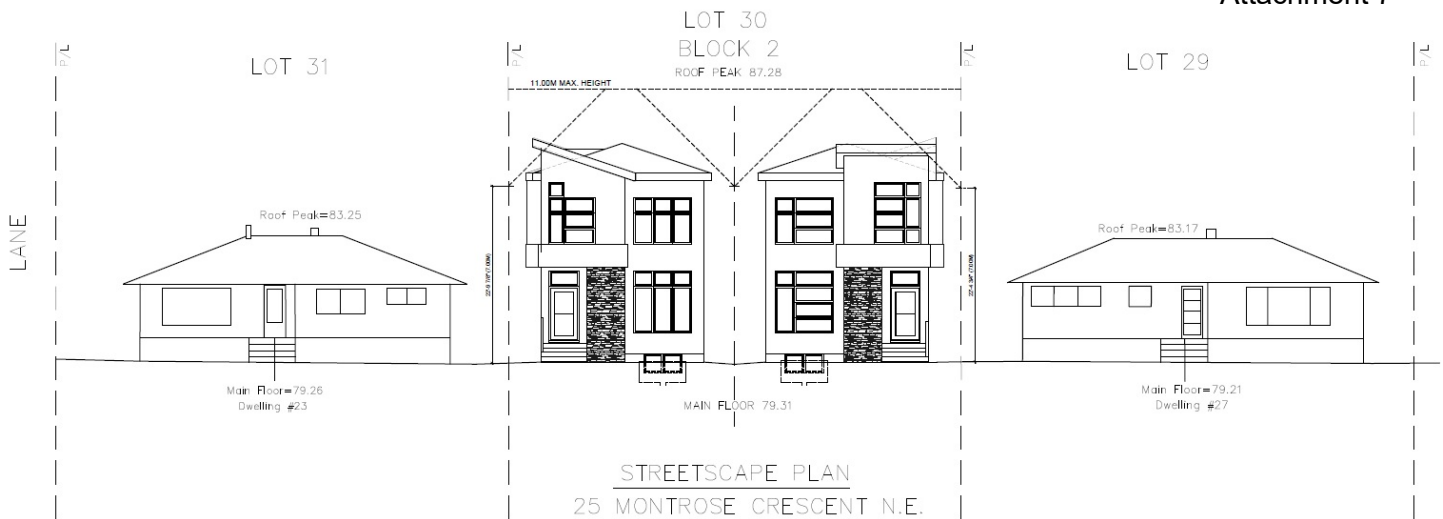 Attachment 7
LOT 30
BLOCK 2
ROOF PEAK 87.28
LOT 31
LOT 29
P/L
P/L
P/L
P/L
11.00M MAX. HEIGHT
LANE
Roof Peak=83.25
Roof Peak=83.17
Main Floor=79.26
Dwelling #23
MAIN FLOOR 79.31
Main Floor=79.21
Dwelling #27
STREETSCAPE PLAN
25 MONTROSE CRESCENT N.E.